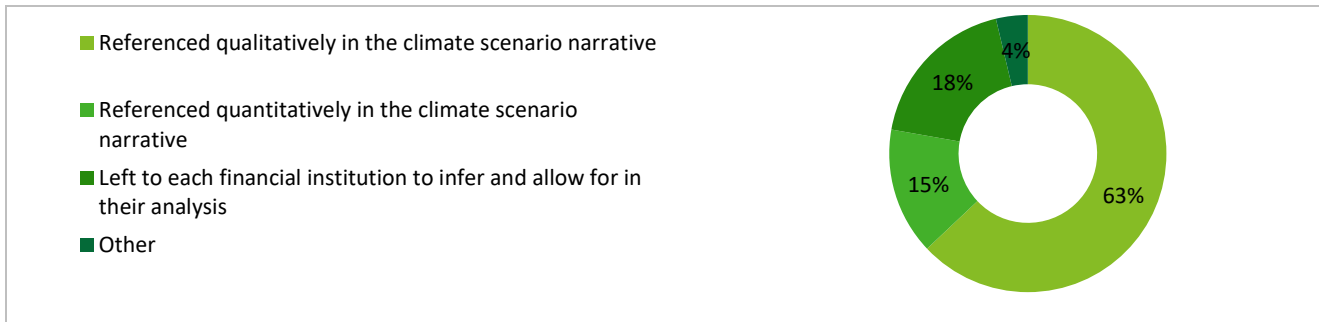 Referenced qualitatively in the climate scenario narrative
Referenced quantitatively in the climate scenario
narrative
Left to each financial institution to infer and allow for in
their analysis
Other
4%
18%
15%
63%